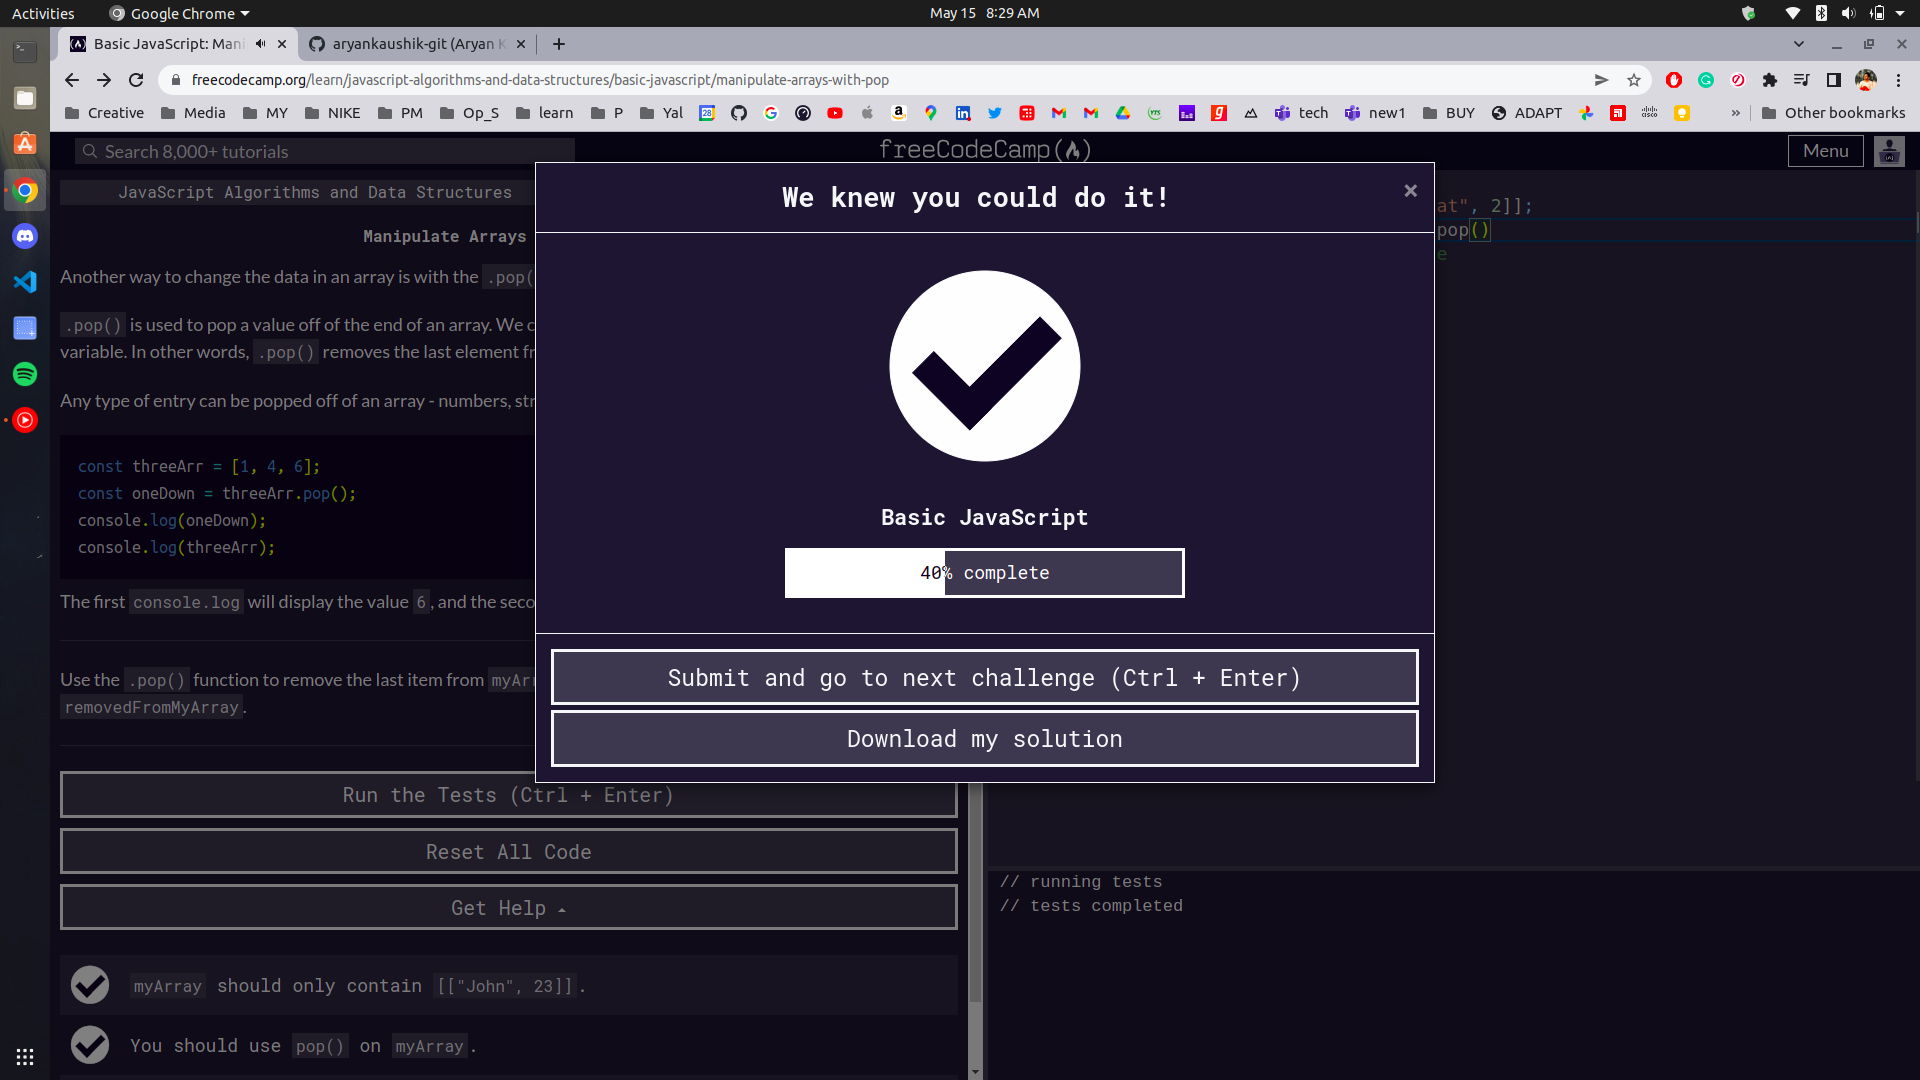 Activities Google Chrome May 15 8:29 AM
Basic JavaScript: Mani aryankaushik-git (Aryan K
freecodecamp.org/learn/javascript-algorithms-and-data-structures/basic-javascript/manipulate-arrays-with-pop
Creative Media MY NIKE PM Op_S learn P Yal tech new1 BUY ADAPT » Other bookmarks
Search 8,000+ tutorials freeCodeCamp Menu
JavaScript Algorithms and Data Structures
Manipulate Arrays
Another way to change the data in an array is with the .pop(
.pop() is used to pop a value off of the end of an array. We c
variable. In other words, .pop() removes the last element fr
Any type of entry can be popped off of an array - numbers, str
const threeArr = [1, 4, 6];
const oneDown = threeArr.pop();
console.log(oneDown);
console.log(threeArr);
The first console.log will display the value 6, and the seco
Use the .pop() function to remove the last item from myArr
removedFromMyArray.
Run the Tests (Ctrl + Enter)
Reset All Code
Get Help
myArray should only contain [["John", 23]].
You should use pop() on myArray.
We knew you could do it!
×
Basic JavaScript
40% complete
Submit and go to next challenge (Ctrl + Enter)
Download my solution
at", 2]];
pop()
e
// running tests
// tests completed